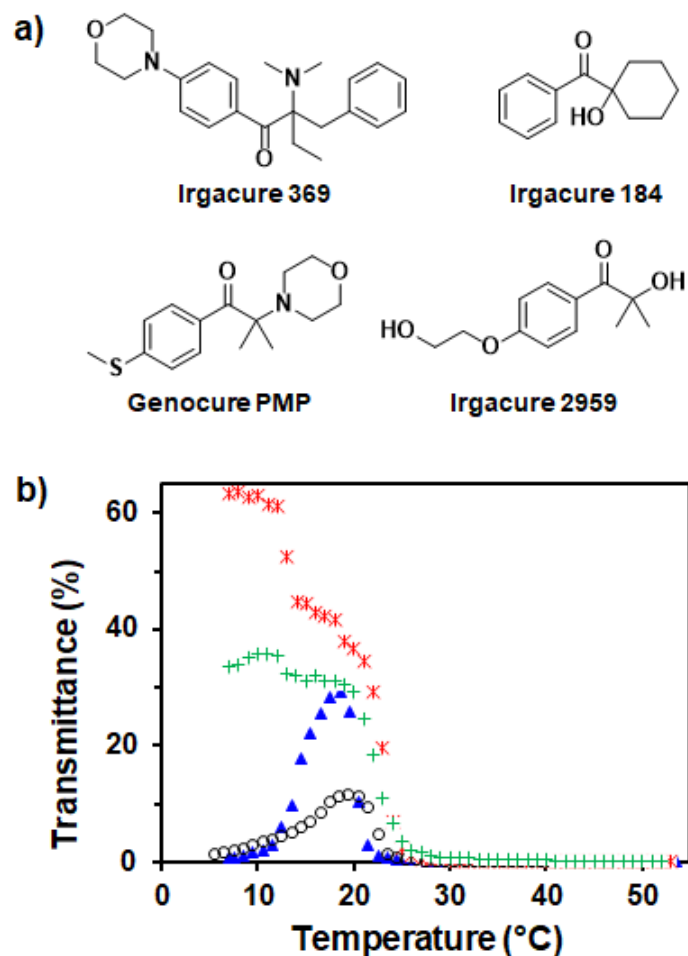 a)
O
N
N
O
Irgacure 369
O
HO
Irgacure 184
O
O
N
S
Genocure PMP
O
OH
HO
O
Irgacure 2959
b)
Transmittance (%)
60
40
20
0
0 10 20 30 40 50
Temperature (°C)